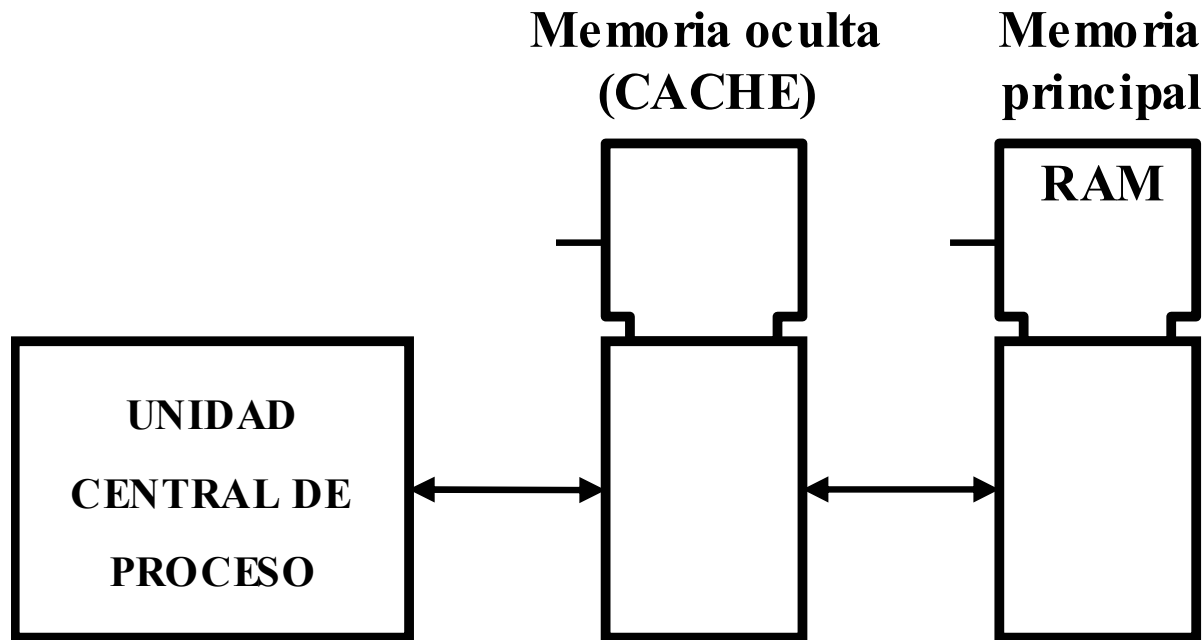 Memoria oculta
(CACHE)
Memoria
principal
RAM
UNIDAD
CENTRAL DE
PROCESO